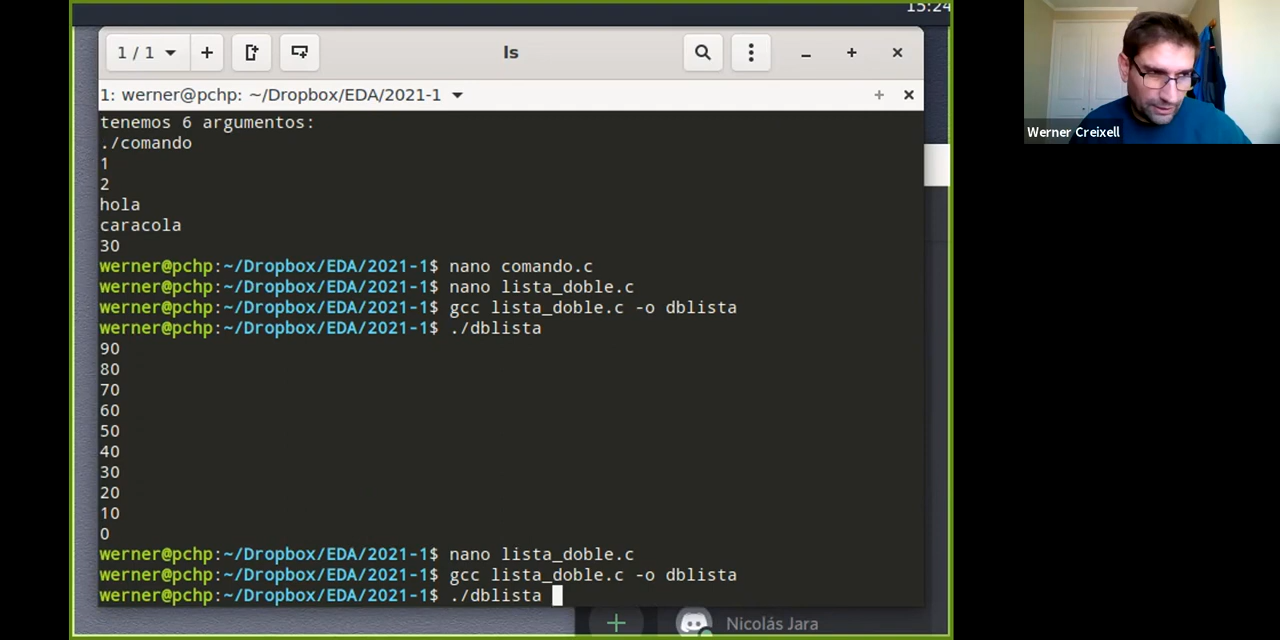 15:24
1 / 1
ls
1: werner@pchp: ~/Dropbox/EDA/2021-1
tenemos 6 argumentos:
./comando
1
2
hola
caracola
30
werner@pchp:~/Dropbox/EDA/2021-1$ nano comando.c
werner@pchp:~/Dropbox/EDA/2021-1$ nano lista_doble.c
werner@pchp:~/Dropbox/EDA/2021-1$ gcc lista_doble.c -o dblista
werner@pchp:~/Dropbox/EDA/2021-1$ ./dblista
90
80
70
60
50
40
30
20
10
0
werner@pchp:~/Dropbox/EDA/2021-1$ nano lista_doble.c
werner@pchp:~/Dropbox/EDA/2021-1$ gcc lista_doble.c -o dblista
werner@pchp:~/Dropbox/EDA/2021-1$ ./dblista
Nicolás Jara
Werner Creixell